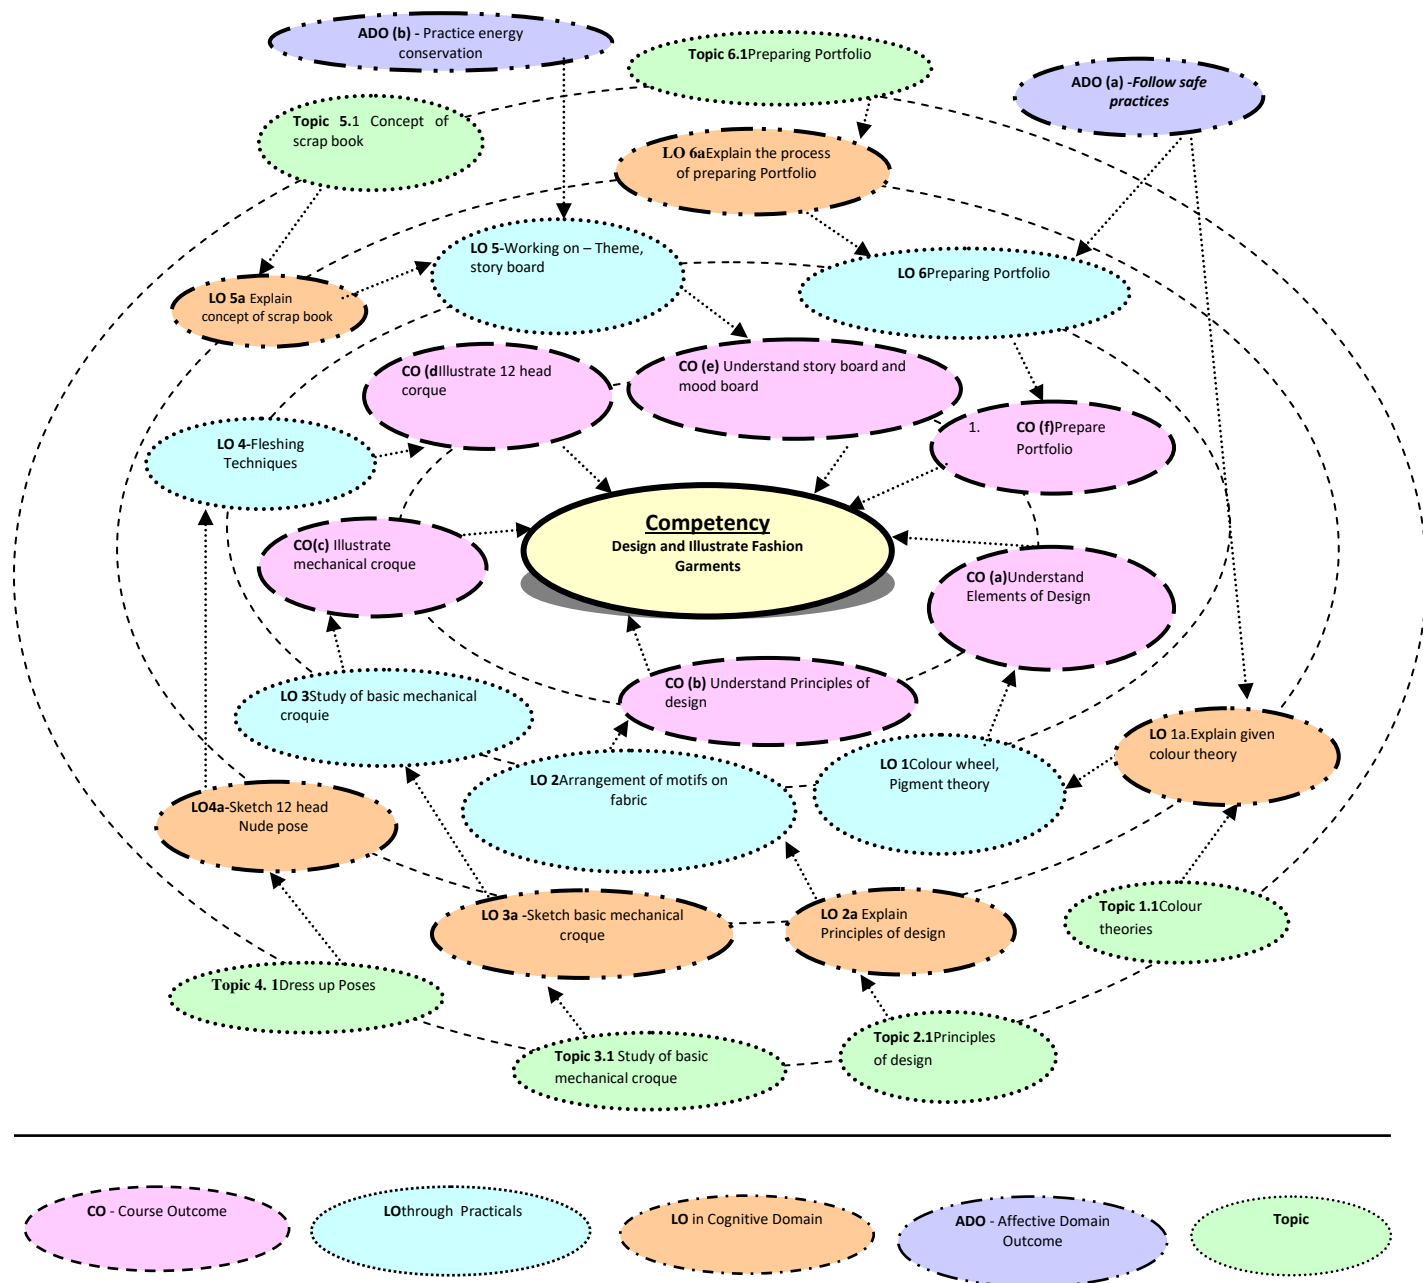 ADO (b) - Practice energy
conservation
Topic 6.1Preparing Portfolio
ADO (a) -Follow safe
practices
Topic 5.1 Concept of
scrap book
LO 6aExplain the process
of preparing Portfolio
LO 5-Working on – Theme,
story board
LO 6Preparing Portfolio
LO 5a Explain
concept of scrap book
CO (dIllustrate 12 head
corque
CO (e) Understand story board and
mood board
1. CO (f)Prepare
Portfolio
LO 4-Fleshing
Techniques
Competency
Design and Illustrate Fashion
Garments
CO(c) Illustrate
mechanical croque
CO (a)Understand
Elements of Design
CO (b) Understand Principles of
design
LO 3Study of basic mechanical
croquie
LO 2Arrangement of motifs on
fabric
LO 1Colour wheel,
Pigment theory
LO 1a.Explain given
colour theory
LO4a-Sketch 12 head
Nude pose
LO 3a -Sketch basic mechanical
croque
LO 2a Explain
Principles of design
Topic 1.1Colour
theories
Topic 4. 1Dress up Poses
Topic 3.1 Study of basic
mechanical croque
Topic 2.1Principles
of design
CO - Course Outcome
LOthrough Practicals
LO in Cognitive Domain
ADO - Affective Domain
Outcome
Topic